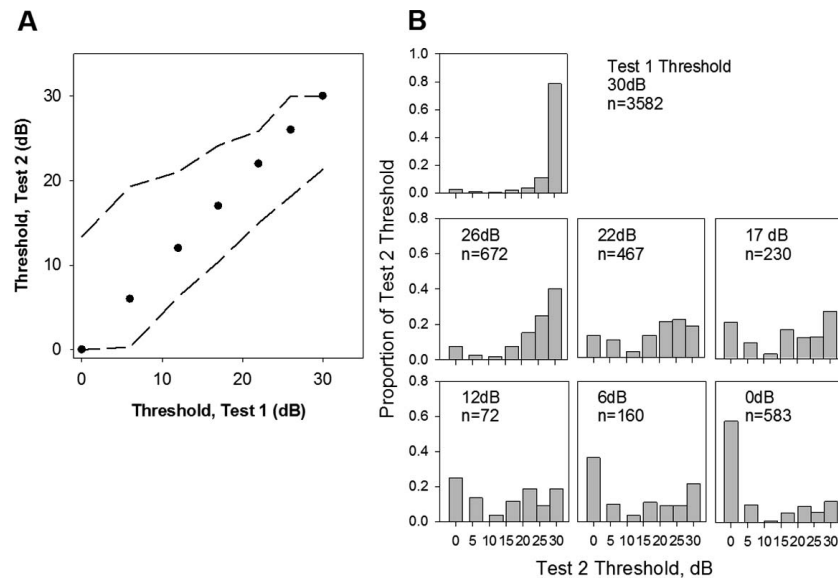 A
Threshold, Test 2 (dB)
30
20
10
0
0 10 20 30
Threshold, Test 1 (dB)
B
Proportion of Test 2 Threshold
1.0
0.8
0.6
0.4
0.2
0.0
Test 1 Threshold
30dB
n=3582
0.8
0.6
0.4
0.2
0.0
26dB
n=672
22dB
n=467
17 dB
n=230
0.8
0.6
0.4
0.2
0.0
12dB
n=72
6dB
n=160
0dB
n=583
0 5 10 15 20 25 30
0 5 10 15 20 25 30
0 5 10 15 20 25 30
Test 2 Threshold, dB